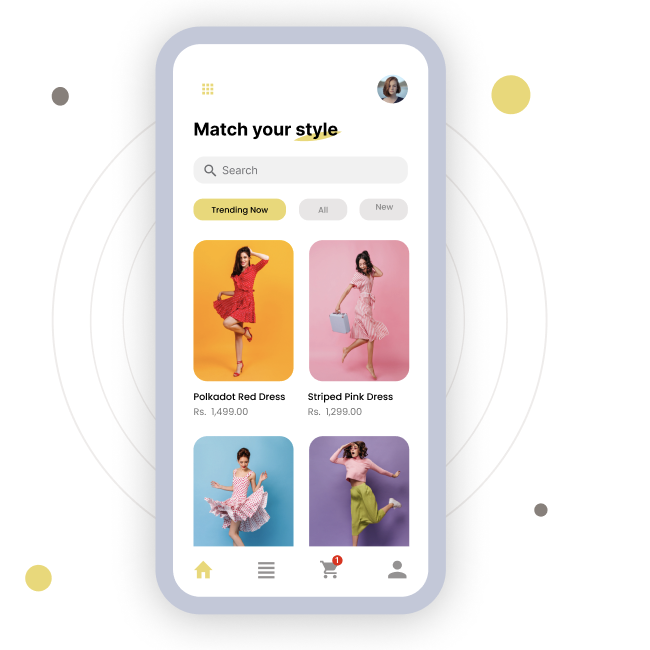 Match your style
Search
Trending Now
All
New
Polkadot Red Dress
Rs. 1,499.00
Striped Pink Dress
Rs. 1,299.00
1